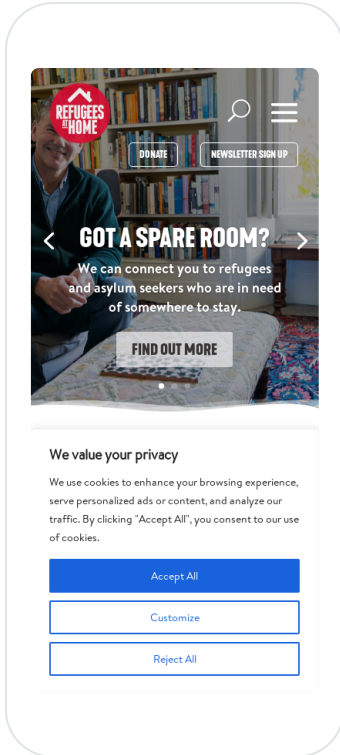 REFUGEES
AT HOME
DONATE
NEWSLETTER SIGN UP
GOT A SPARE ROOM?
We can connect you to refugees
and asylum seekers who are in need
of somewhere to stay.
FIND OUT MORE
We value your privacy
We use cookies to enhance your browsing experience,
serve personalized ads or content, and analyze our
traffic. By clicking "Accept All", you consent to our use
of cookies.
Accept All
Customize
Reject All